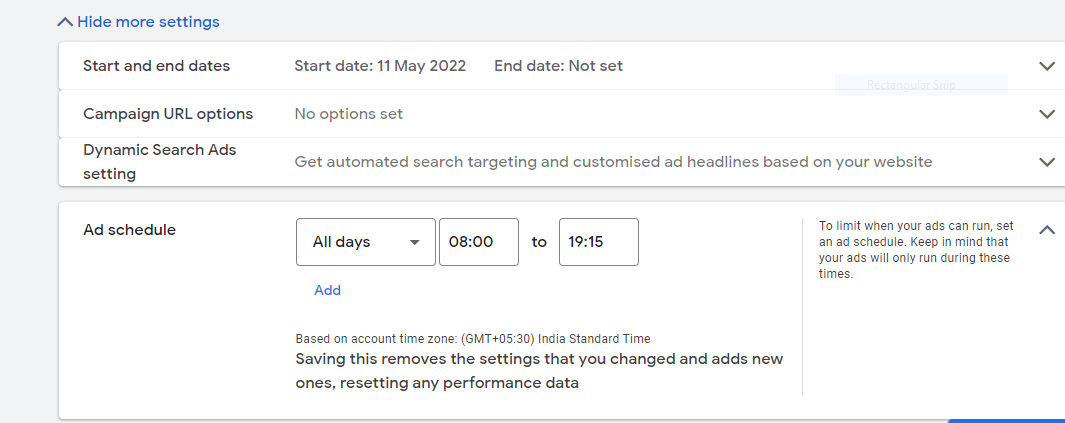 Hide more settings
Start and end dates
Start date: 11 May 2022 End date: Not set
Rectangular Snip
Campaign URL options
No options set
Dynamic Search Ads
setting
Get automated search targeting and customised ad headlines based on your website
Ad schedule
All days 08:00 to 19:15
Add
Based on account time zone: (GMT+05:30) India Standard Time
Saving this removes the settings that you changed and adds new
ones, resetting any performance data
To limit when your ads can run, set
an ad schedule. Keep in mind that
your ads will only run during these
times.